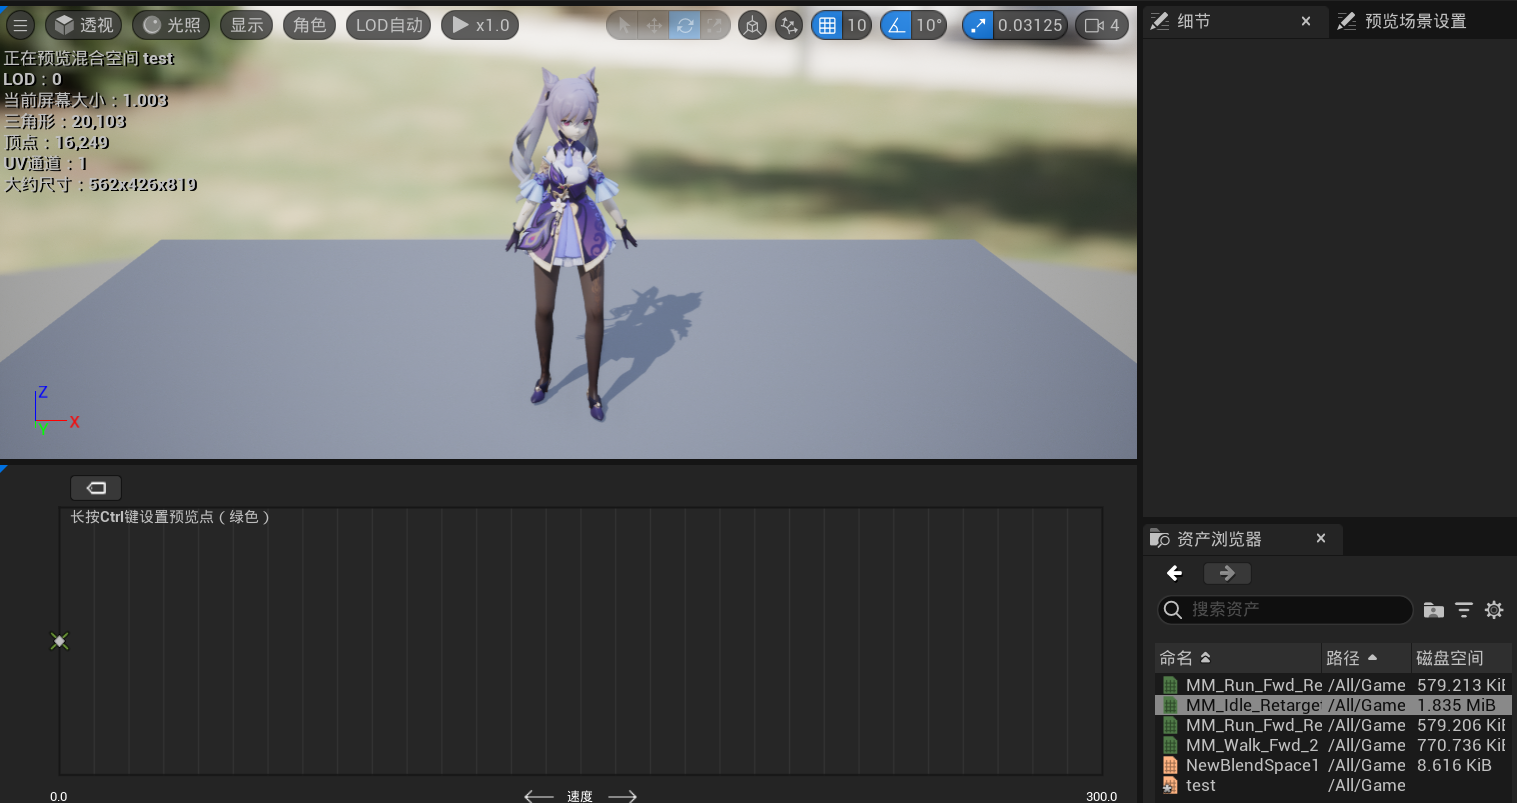 透视 光照 显示 角色 LOD自动 x1.0 10 10° 0.03125 4
正在预览混合空间 test
LOD：0
当前屏幕大小：1.003
三角形：20,103
顶点：16,249
UV通道：1
大约尺寸：562x426x819
Z
X
Y
长按Ctrl键设置预览点（绿色）
0.0 速度 300.0
细节 预览场景设置
资产浏览器
搜索资产
命名 路径 磁盘空间
MM_Run_Fwd_Re /All/Game 579.213 KiB
MM_Idle_Retarge /All/Game 1.835 MiB
MM_Run_Fwd_Re /All/Game 579.206 KiB
MM_Walk_Fwd_2 /All/Game 770.736 KiB
NewBlendSpace1 /All/Game 8.616 KiB
test /All/Game